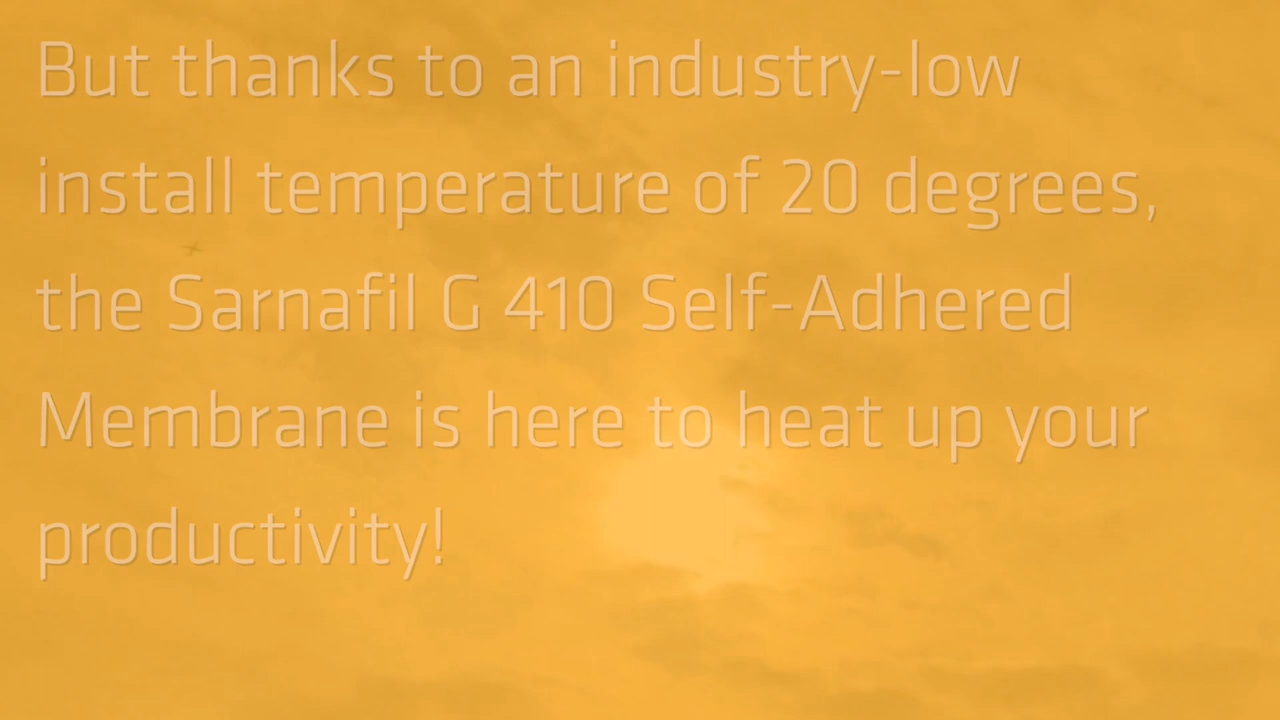 But thanks to an industry-low
install temperature of 20 degrees,
the Sarnafil G 410 Self-Adhered
Membrane is here to heat up your
productivity!